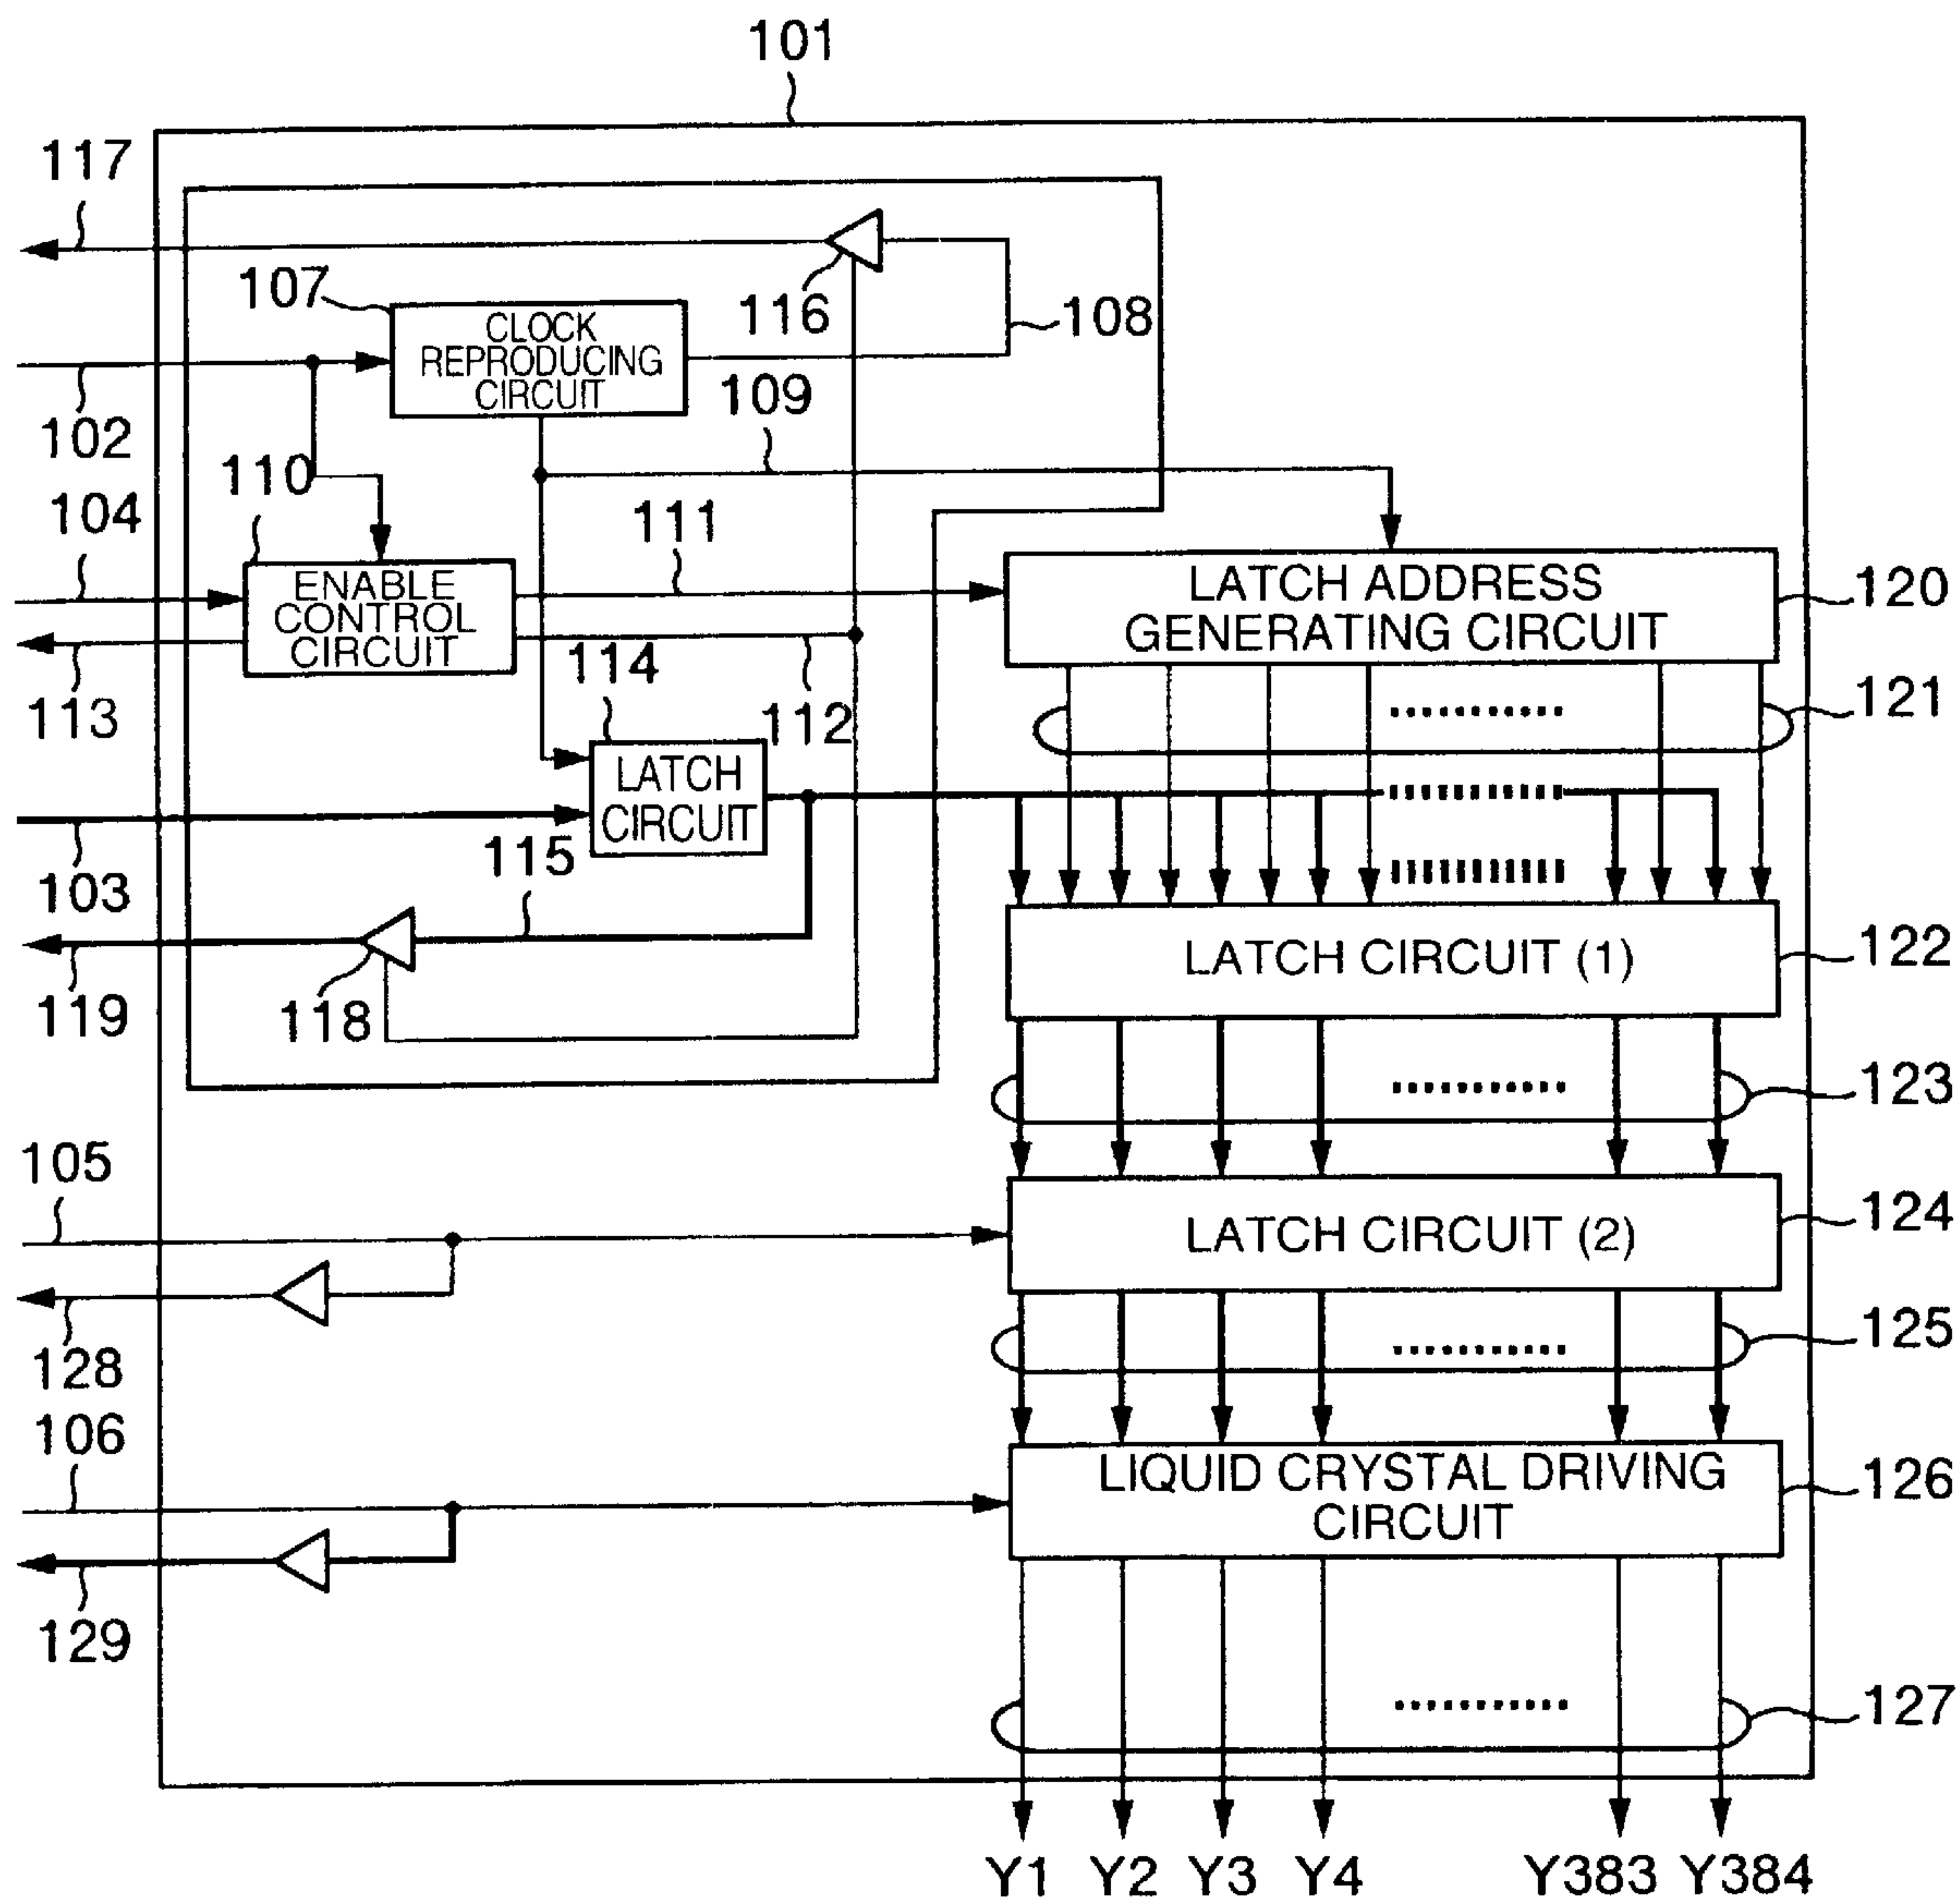 101
117
107
CLOCK
REPRODUCING
CIRCUIT
116
108
102
109
110
104
111
ENABLE
CONTROL
CIRCUIT
LATCH ADDRESS
GENERATING CIRCUIT
120
113
114
112
121
LATCH
CIRCUIT
103
115
LATCH CIRCUIT (1)
122
119
118
123
105
LATCH CIRCUIT (2)
124
128
125
106
LIQUID CRYSTAL DRIVING
CIRCUIT
126
129
127
Y1 Y2 Y3 Y4 Y383 Y384